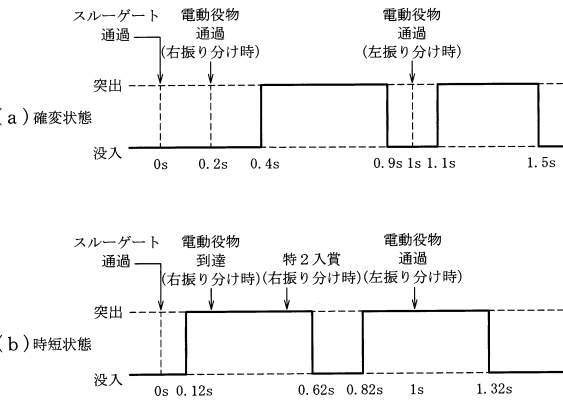 スルーゲート 電動役物 電動役物
通過 通過 通過
(右振り分け時) (左振り分け時)
突出
(a)確変状態
没入
0s 0.2s 0.4s 0.9s 1s 1.1s 1.5s
スルーゲート 電動役物 電動役物
通過 到達 特2入賞 通過
(右振り分け時)(右振り分け時)(左振り分け時)
突出
(b)時短状態
没入
0s 0.12s 0.62s 0.82s 1s 1.32s